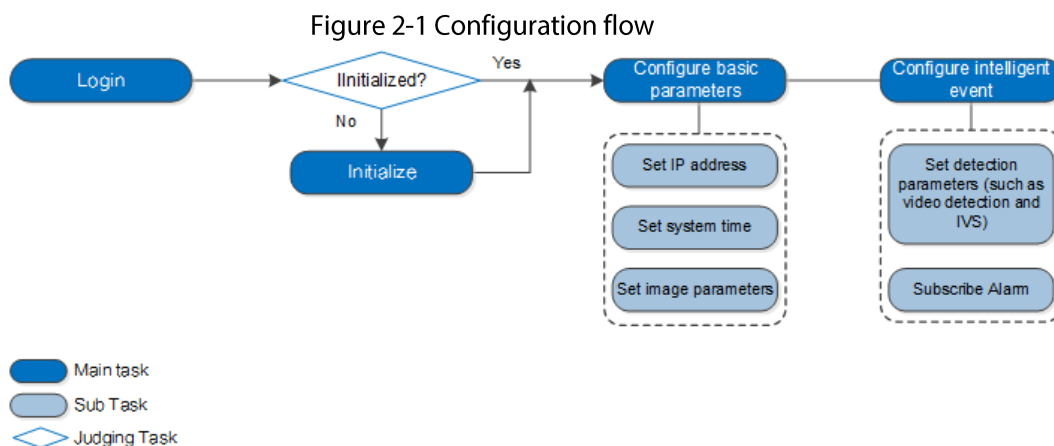 Figure 2-1 Configuration flow
Login
IInitialized?
Yes
No
Initialize
Configure basic
parameters
Set IP address
Set system time
Set image parameters
Configure intelligent
event
Set detection
parameters (such as
video detection and
IVS)
Subscribe Alarm
Main task
Sub Task
Judging Task